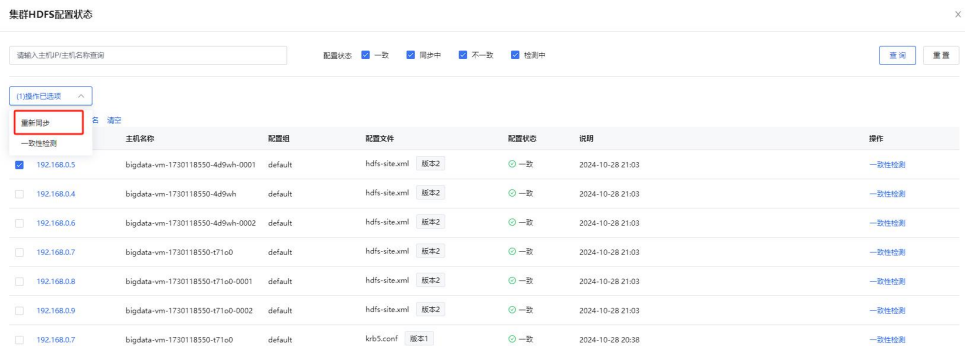 集群HDFS配置状态
请输入主机IP/主机名称查询 配置状态 一致 同步中 不一致 检测中 查 询 重 置
(1)操作已选项
重新同步 名 清空
一致性检测 主机名称 配置组 配置文件 配置状态 说明 操作
192.168.0.5 bigdata-vm-1730118550-4d9wh-0001 default hdfs-site.xml 版本2 一致 2024-10-28 21:03 一致性检测
192.168.0.4 bigdata-vm-1730118550-4d9wh default hdfs-site.xml 版本2 一致 2024-10-28 21:03 一致性检测
192.168.0.6 bigdata-vm-1730118550-4d9wh-0002 default hdfs-site.xml 版本2 一致 2024-10-28 21:03 一致性检测
192.168.0.7 bigdata-vm-1730118550-t71o0 default hdfs-site.xml 版本2 一致 2024-10-28 21:03 一致性检测
192.168.0.8 bigdata-vm-1730118550-t71o0-0001 default hdfs-site.xml 版本2 一致 2024-10-28 21:03 一致性检测
192.168.0.9 bigdata-vm-1730118550-t71o0-0002 default hdfs-site.xml 版本2 一致 2024-10-28 21:03 一致性检测
192.168.0.7 bigdata-vm-1730118550-t71o0 default krb5.conf 版本1 一致 2024-10-28 20:38 一致性检测